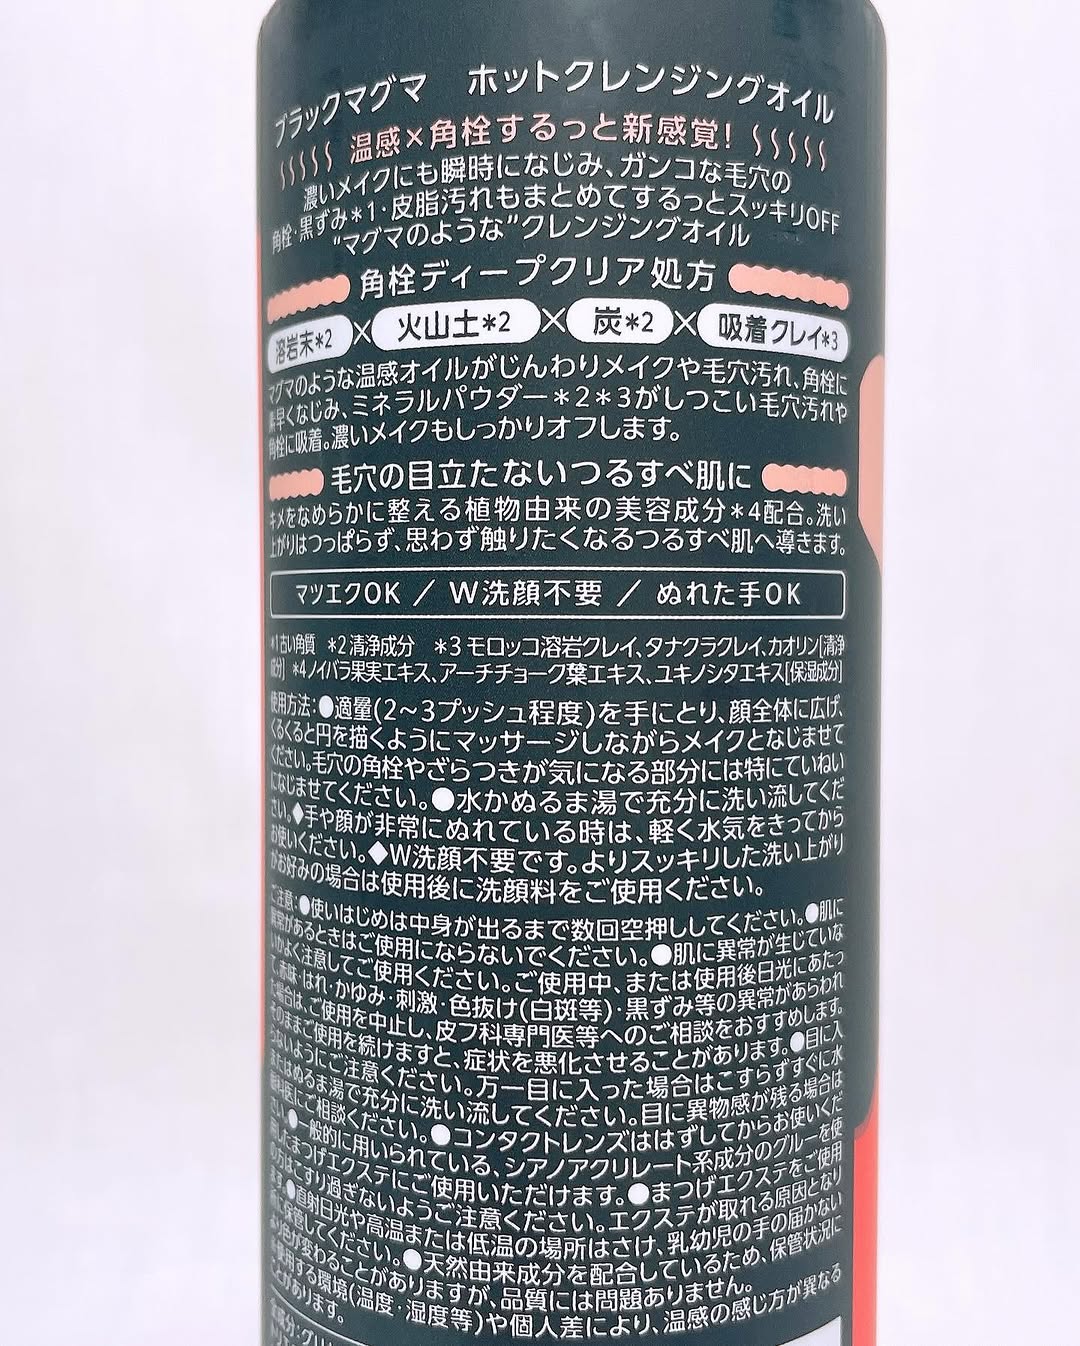 ブラックマグマ ホットクレンジングオイル
温感×角栓するっと新感覚!
濃いメイクにも瞬時になじみ、ガンコな毛穴の
角栓・黒ずみ*1・皮脂汚れもまとめてするっとスッキリOFF
“マグマのような”クレンジングオイル
角栓ディープクリア処方
溶岩末*2×火山土*2×炭*2×吸着クレイ*3
マグマのような温感オイルがじんわりメイクや毛穴汚れ、角栓に
素早くなじみ、ミネラルパウダー*2*3がしつこい毛穴汚れや
角栓に吸着。濃いメイクもしっかりオフします。
毛穴の目立たないつるすべ肌に
キメをなめらかに整える植物由来の美容成分*4配合。洗い
上がりはつっぱらず、思わず触りたくなるつるすべ肌へ導きます。
マツエクOK / W洗顔不要 / ぬれた手OK
*1古い角質 *2清浄成分 *3モロッコ溶岩クレイ、タナクラクレイ、カオリン[清浄
成分] *4ノイバラ果実エキス、アーチチョーク葉エキス、ユキノシタエキス[保湿成分]
使用方法:●適量(2~3プッシュ程度)を手にとり、顔全体に広げ、
くるくると円を描くようにマッサージしながらメイクとなじませて
ください。毛穴の角栓やざらつきが気になる部分には特にていねい
になじませてください。●水かぬるま湯で充分に洗い流してくだ
さい。◆手や顔が非常にぬれている時は、軽く水気をきってから
お使いください。◆W洗顔不要です。よりスッキリした洗い上がり
がお好みの場合は使用後に洗顔料をご使用ください。
ご注意:●使いはじめは中身が出るまで数回空押ししてください。●肌に
異常があるときはご使用にならないでください。●肌に異常が生じていな
いかよく注意してご使用ください。ご使用中、または使用後日光にあたっ
て、赤味・はれ・かゆみ・刺激・色抜け(白斑等)・黒ずみ等の異常があらわれ
た場合は、ご使用を中止し、皮フ科専門医等へのご相談をおすすめします。
そのままご使用を続けますと、症状を悪化させることがあります。●目に入
らないようにご注意ください。万一目に入った場合はこすらずすぐに水
またはぬるま湯で充分に洗い流してください。目に異物感が残る場合は
眼科医にご相談ください。●コンタクトレンズははずしてからお使いくだ
さい。●一般的に用いられている、シアノアクリレート系成分のグルーを使
用したまつげエクステにご使用いただけます。●まつげエクステをご使用
の方はこすり過ぎないようご注意ください。エクステが取れる原因となり
ます。●直射日光や高温または低温の場所はさけ、乳幼児の手の届かない
所に保管してください。●天然由来成分を配合しているため、保管状況に
より色が変わることがありますが、品質には問題ありません。
●使用する環境(温度・湿度等)や個人差により、温感の感じ方が異なる
ことがあります。